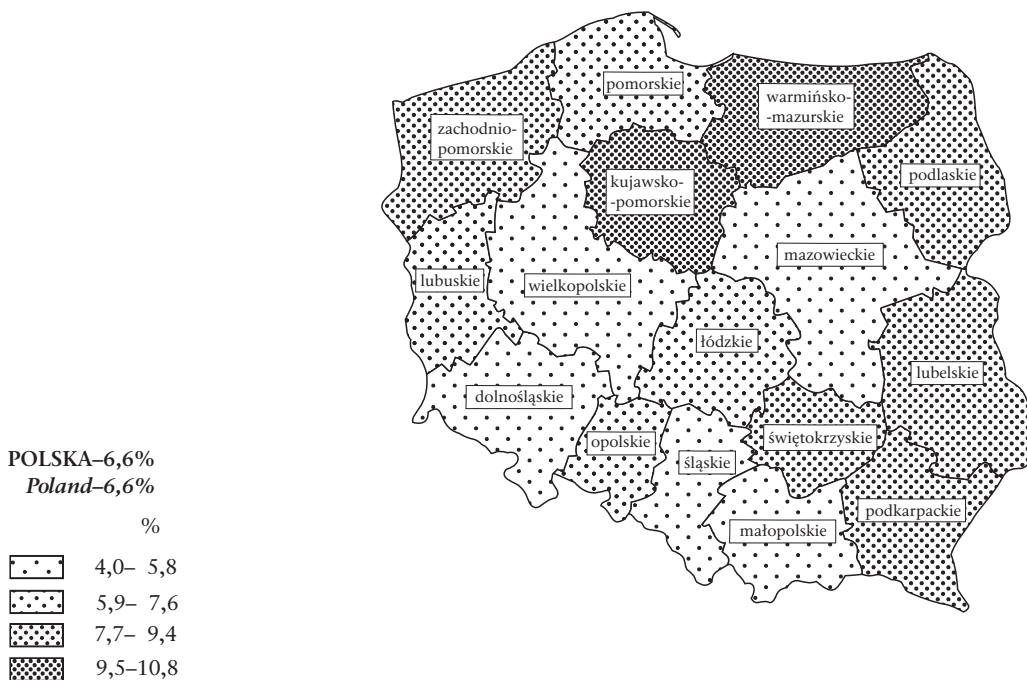 pomorskie
warmińsko-
-mazurskie
zachodnio-
pomorskie
podlaskie
kujawsko-
-pomorskie
mazowieckie
lubuskie
wielkopolskie
łódzkie
lubelskie
dolnośląskie
opolskie
świętokrzyskie
śląskie
podkarpackie
małopolskie
POLSKA–6,6%
Poland–6,6%
%
4,0– 5,8
5,9– 7,6
7,7– 9,4
9,5–10,8